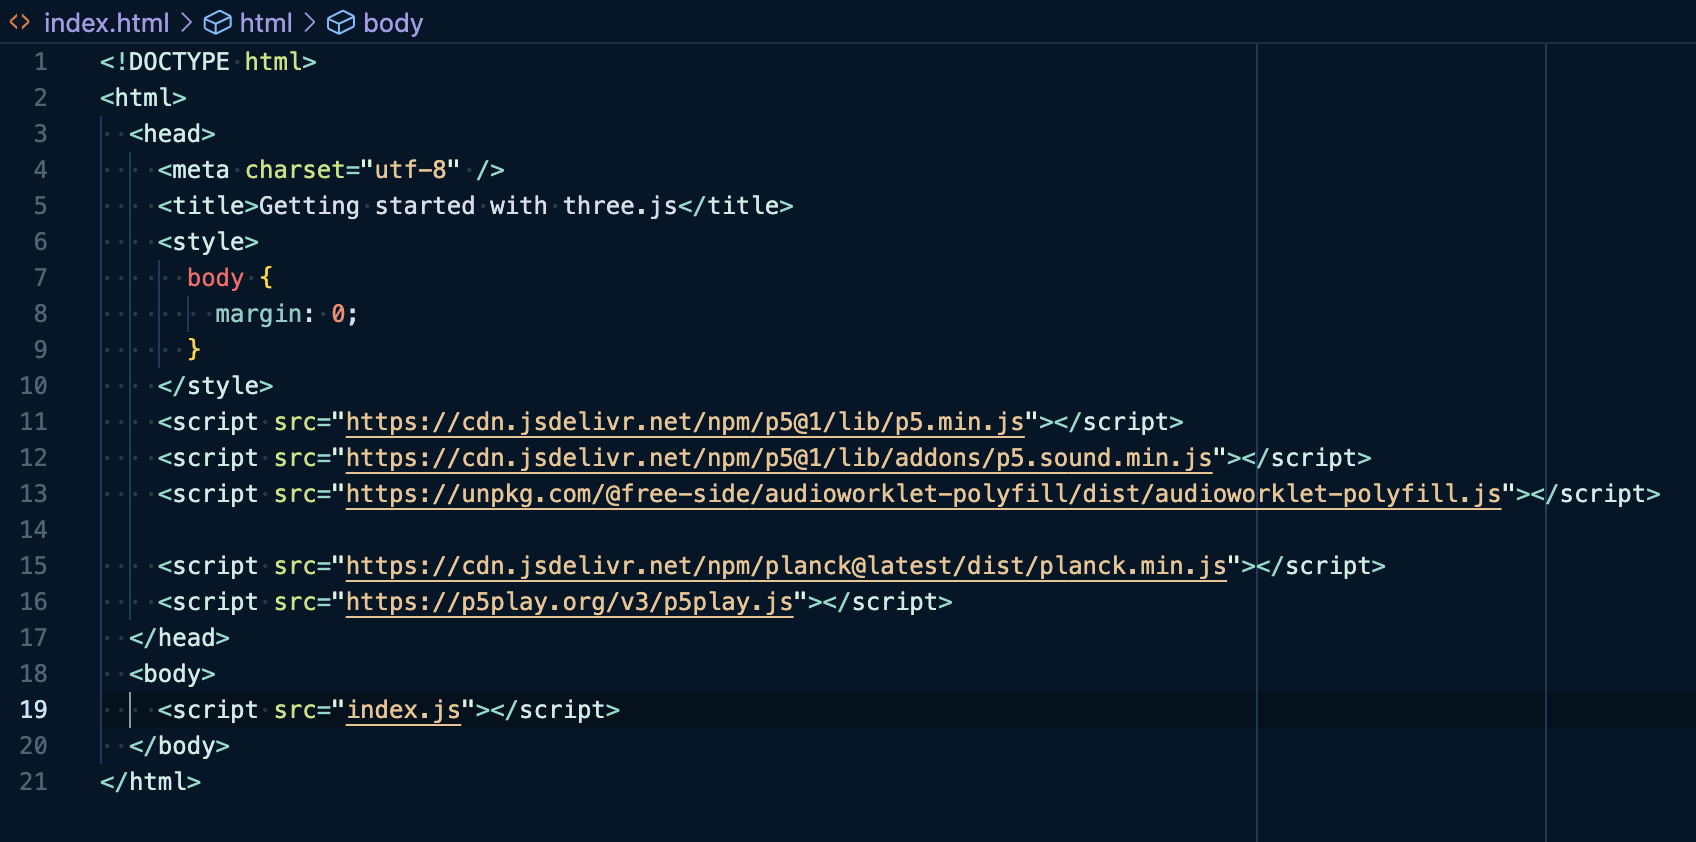 index.html > html > body
1 <!DOCTYPE html>
2 <html>
3   <head>
4     <meta charset="utf-8" />
5     <title>Getting started with three.js</title>
6     <style>
7       body {
8         margin: 0;
9       }
10     </style>
11     <script src="https://cdn.jsdelivr.net/npm/p5@1/lib/p5.min.js"></script>
12     <script src="https://cdn.jsdelivr.net/npm/p5@1/lib/addons/p5.sound.min.js"></script>
13     <script src="https://unpkg.com/@free-side/audioworklet-polyfill/dist/audioworklet-polyfill.js"></script>
14
15     <script src="https://cdn.jsdelivr.net/npm/planck@latest/dist/planck.min.js"></script>
16     <script src="https://p5play.org/v3/p5play.js"></script>
17   </head>
18   <body>
19     <script src="index.js"></script>
20   </body>
21 </html>